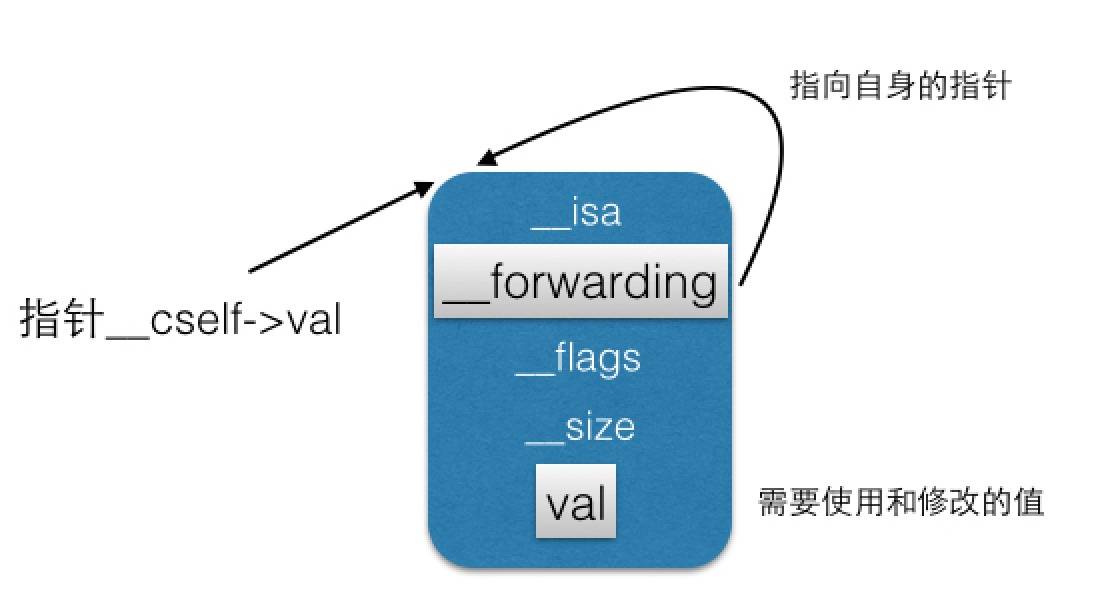 指向自身的指针
__isa
__forwarding
指针__cself->val
__flags
__size
val
需要使用和修改的值